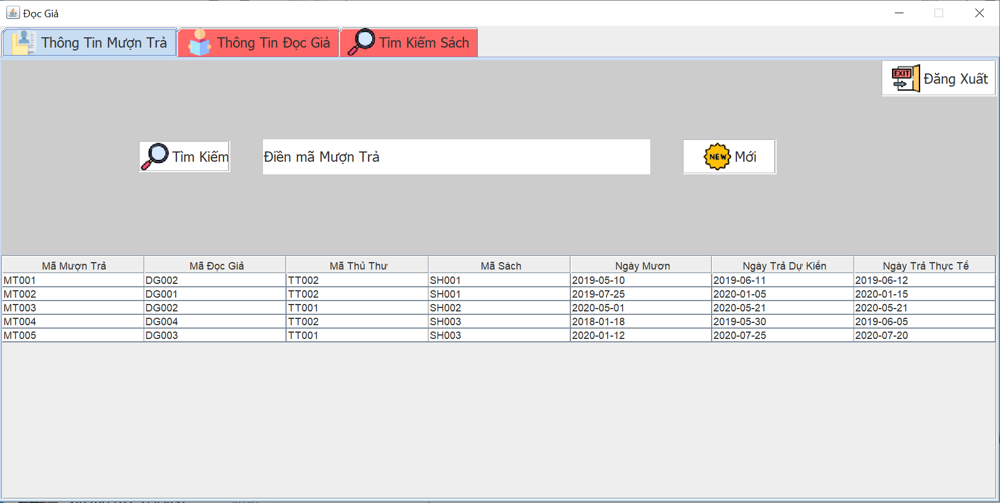 Đọc Giả
Thông Tin Mượn Trả Thông Tin Đọc Giả Tìm Kiếm Sách
EXIT Đăng Xuất
Tìm Kiếm Điền mã Mượn Trả NEW Mới
Mã Mượn Trả Mã Đọc Giả Mã Thủ Thư Mã Sách Ngày Mươn Ngày Trả Dự Kiến Ngày Trả Thực Tế
MT001 DG002 TT002 SH001 2019-05-10 2019-06-11 2019-06-12
MT002 DG001 TT002 SH001 2019-07-25 2020-01-05 2020-01-15
MT003 DG002 TT001 SH002 2020-05-01 2020-05-21 2020-05-21
MT004 DG004 TT002 SH003 2018-01-18 2019-05-30 2019-06-05
MT005 DG003 TT001 SH003 2020-01-12 2020-07-25 2020-07-20